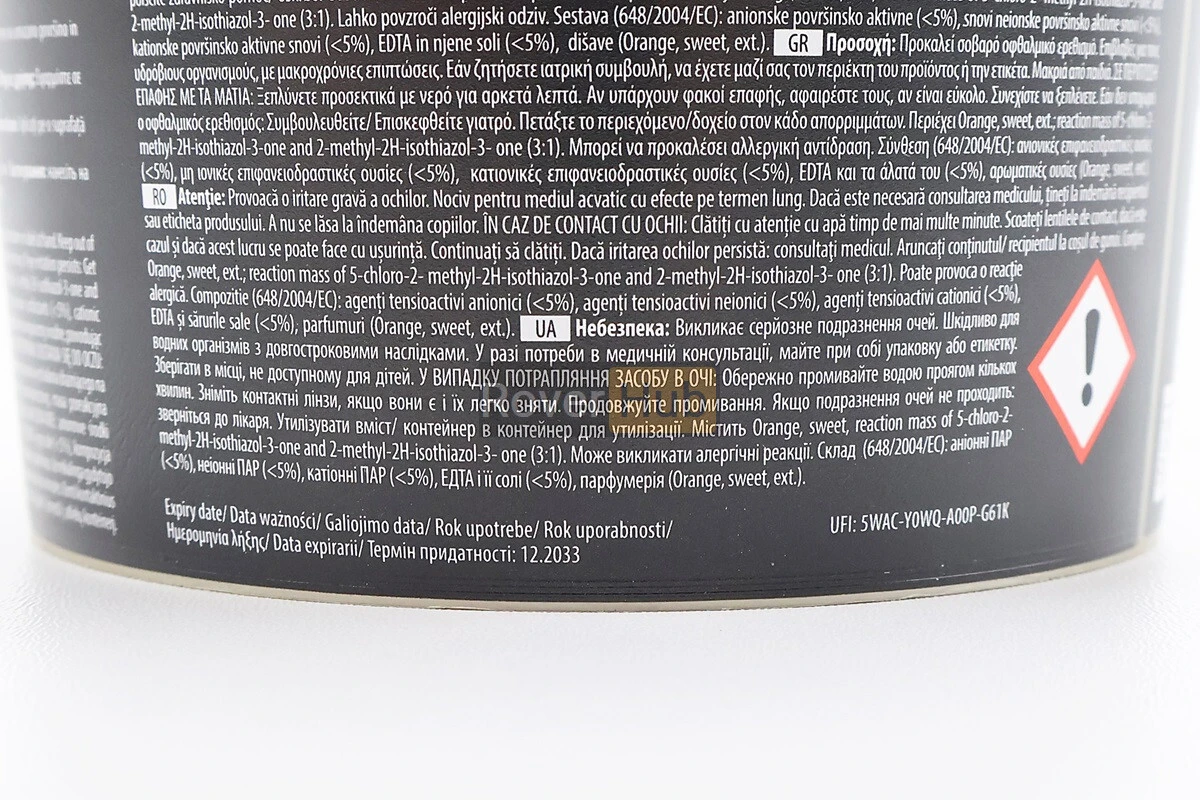 2-methyl-2H-isothiazol-3- one (3:1). Lahko povzroči alergijski odziv. Sestava (648/2004/EC): anionske površinsko aktivne (<5%), snovi neionske površinsko aktivne snovi (<5%),
kationske površinsko aktivne snovi (<5%), EDTA in njene soli (<5%), dišave (Orange, sweet, ext.). GR Προσοχή: Προκαλεί σοβαρό οφθαλμικό ερεθισμό. Επιβλαβές για τους
υδρόβιους οργανισμούς, με μακροχρόνιες επιπτώσεις. Εάν ζητήσετε ιατρική συμβουλή, να έχετε μαζί σας τον περιέκτη του προϊόντος ή την ετικέτα. Μακριά από παιδιά. ΣΕ ΠΕΡΙΠΤΩΣΗ
ΕΠΑΦΗΣ ΜΕ ΤΑ ΜΑΤΙΑ: Ξεπλύνετε προσεκτικά με νερό για αρκετά λεπτά. Αν υπάρχουν φακοί επαφής, αφαιρέστε τους, αν είναι εύκολο. Συνεχίστε να ξεπλένετε. Εάν δεν
ο οφθαλμικός ερεθισμός: Συμβουλευθείτε/ Επισκεφθείτε γιατρό. Πετάξτε το περιεχόμενο/δοχείο στον κάδο απορριμμάτων. Περιέχει Orange, sweet, ext.; reaction mass of 5-chloro-2-
methyl-2H-isothiazol-3-one and 2-methyl-2H-isothiazol-3- one (3:1). Μπορεί να προκαλέσει αλλεργική αντίδραση. Σύνθεση (648/2004/EC): ανιονικές επιφανειοδραστικές
(<5%), μη ιονικές επιφανειοδραστικές ουσίες (<5%), κατιονικές επιφανειοδραστικές ουσίες (<5%), EDTA και τα άλατά του (<5%), αρωματικές ουσίες (Orange, sweet,
RO Atenţie: Provoacă o iritare gravă a ochilor. Nociv pentru mediul acvatic cu efecte pe termen lung. Dacă este necesară consultarea medicului, țineți la îndemână recipientul
sau eticheta produsului. A nu se lăsa la îndemâna copiilor. ÎN CAZ DE CONTACT CU OCHII: Clătiți cu atenție cu apă timp de mai multe minute. Scoateți lentilele de contact, dacă este
cazul și dacă acest lucru se poate face cu ușurință. Continuați să clătiți. Dacă iritarea ochilor persistă: consultați medicul. Aruncați conținutul/ recipientul la coșul de gunoi. Conține
Orange, sweet, ext.; reaction mass of 5-chloro-2- methyl-2H-isothiazol-3-one and 2-methyl-2H-isothiazol-3- one (3:1). Poate provoca o reacție
alergică. Compozitie (648/2004/EC): agenți tensioactivi anionici (<5%), agenți tensioactivi neionici (<5%), agenți tensioactivi cationici (<5%),
EDTA și sărurile sale (<5%), parfumuri (Orange, sweet, ext.). UA Небезпека: Викликає серйозне подразнення очей. Шкідливо для
водних організмів з довгостроковими наслідками. У разі потреби в медичній консультації, майте при собі упаковку або етикетку.
Зберігати в місці, не доступному для дітей. У ВИПАДКУ ПОТРАПЛЯННЯ ЗАСОБУ В ОЧІ: Обережно промивайте водою проягом кількох
хвилин. Зніміть контактні лінзи, якщо вони є і їх легко зняти. Продовжуйте промивання. Якщо подразнення очей не проходить:
зверніться до лікаря. Утилізувати вміст/ контейнер в контейнер для утилізації. Містить Orange, sweet, reaction mass of 5-chloro-2-
methyl-2H-isothiazol-3-one and 2-methyl-2H-isothiazol-3- one (3:1). Може викликати алергічні реакції. Склад (648/2004/EC): аніонні ПАР
(<5%), неіонні ПАР (<5%), катіонні ПАР (<5%), ЕДТА і її солі (<5%), парфумерія (Orange, sweet, ext.).
Expiry date/ Data ważności/ Galiojimo data/ Rok upotrebe/ Rok uporabnosti/
Ημερομηνία λήξης/ Data expirarii/ Термін придатності: 12.2033
UFI: 5WAC-Y0WQ-A00P-G61K